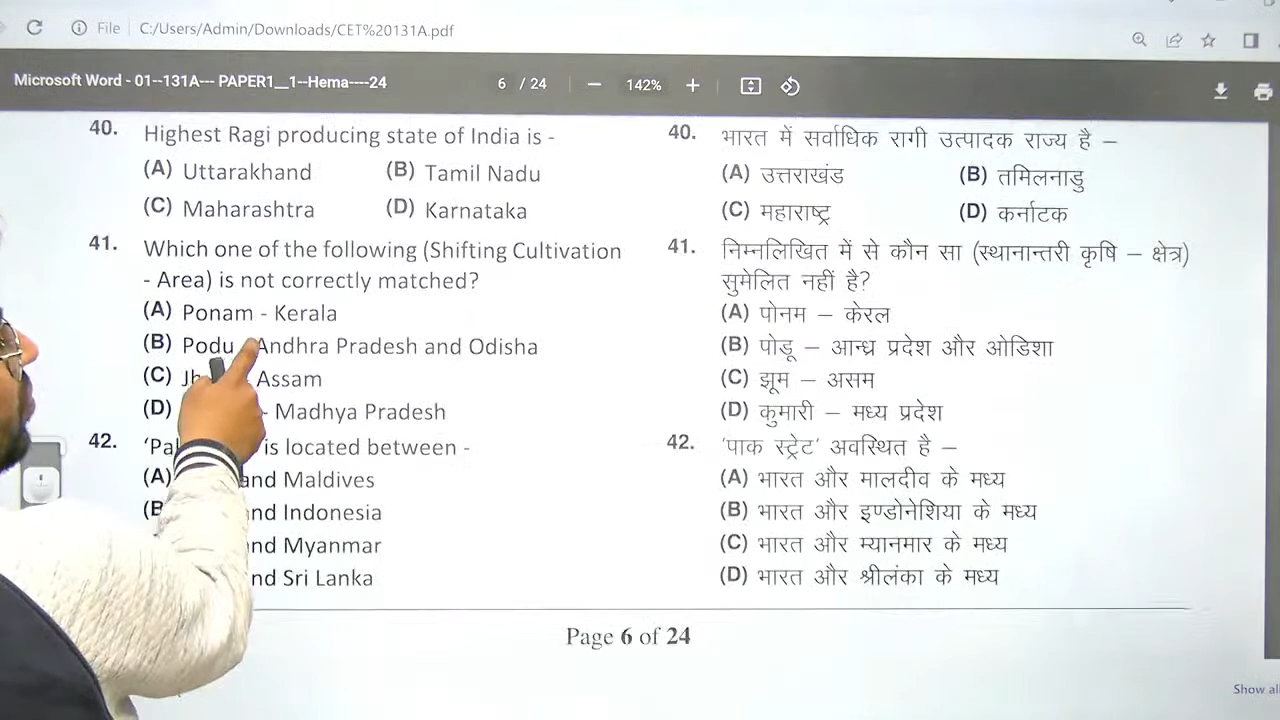 File C:/Users/Admin/Downloads/CET%20131A.pdf
Microsoft Word - 01--131A--- PAPER1__1--Hema----24 6 / 24 142%
40. Highest Ragi producing state of India is -
(A) Uttarakhand (B) Tamil Nadu
(C) Maharashtra (D) Karnataka
41. Which one of the following (Shifting Cultivation
- Area) is not correctly matched?
(A) Ponam - Kerala
(B) Podu Andhra Pradesh and Odisha
(C) - Assam
(D) - Madhya Pradesh
42. is located between -
(A) and Maldives
and Indonesia
and Myanmar
and Sri Lanka
40. भारत में सर्वाधिक रागी उत्पादक राज्य है –
(A) उत्तराखंड (B) तमिलनाडु
(C) महाराष्ट्र (D) कर्नाटक
41. निम्नलिखित में से कौन सा (स्थानान्तरी कृषि – क्षेत्र)
सुमेलित नहीं है?
(A) पोनम – केरल
(B) पोडू – आन्ध्र प्रदेश और ओडिशा
(C) झूम – असम
(D) कुमारी – मध्य प्रदेश
42. 'पाक स्ट्रेट' अवस्थित है –
(A) भारत और मालदीव के मध्य
(B) भारत और इण्डोनेशिया के मध्य
(C) भारत और म्यानमार के मध्य
(D) भारत और श्रीलंका के मध्य
Page 6 of 24
Show all